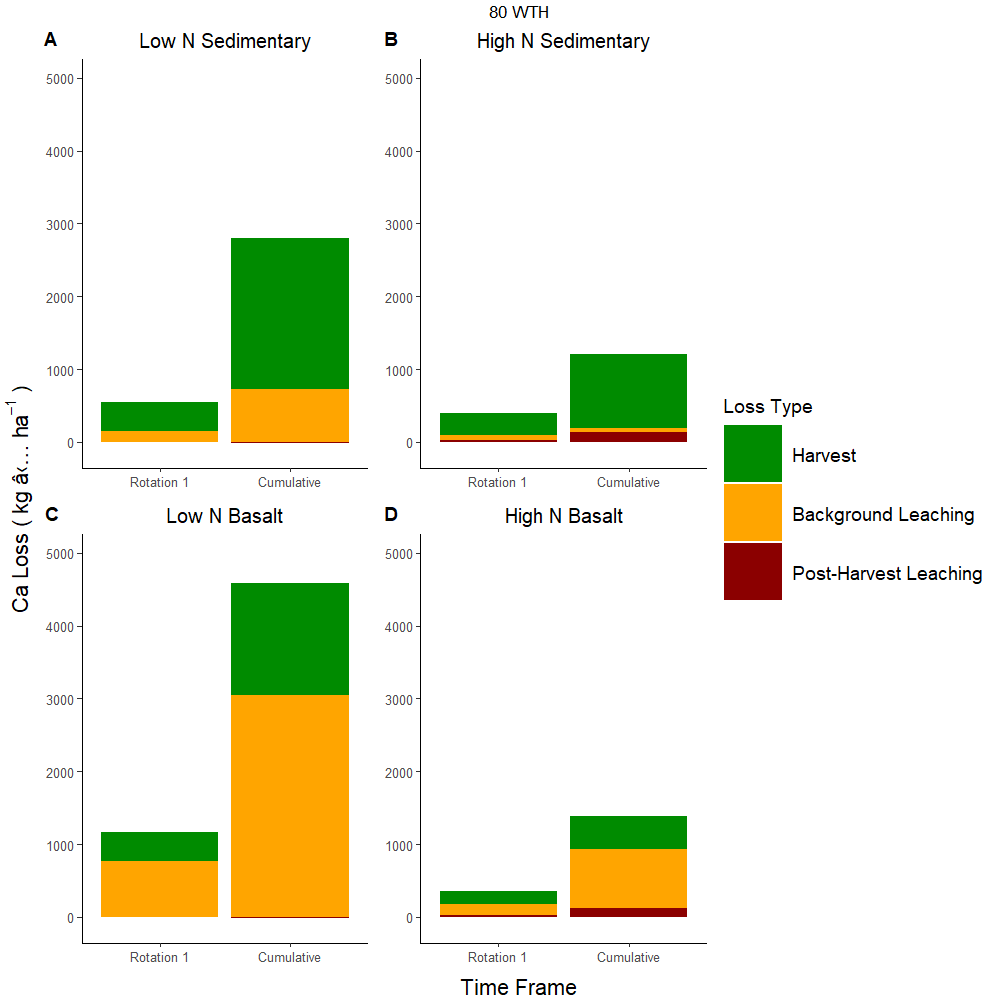 80 WTH
A Low N Sedimentary
B High N Sedimentary
5000
4000
3000
2000
1000
0
Rotation 1 Cumulative
5000
4000
3000
2000
1000
0
Rotation 1 Cumulative
C Low N Basalt
D High N Basalt
5000
4000
3000
2000
1000
0
Rotation 1 Cumulative
5000
4000
3000
2000
1000
0
Rotation 1 Cumulative
Ca Loss ( kg â‹… ha⁻¹ )
Time Frame
Loss Type
Harvest
Background Leaching
Post-Harvest Leaching